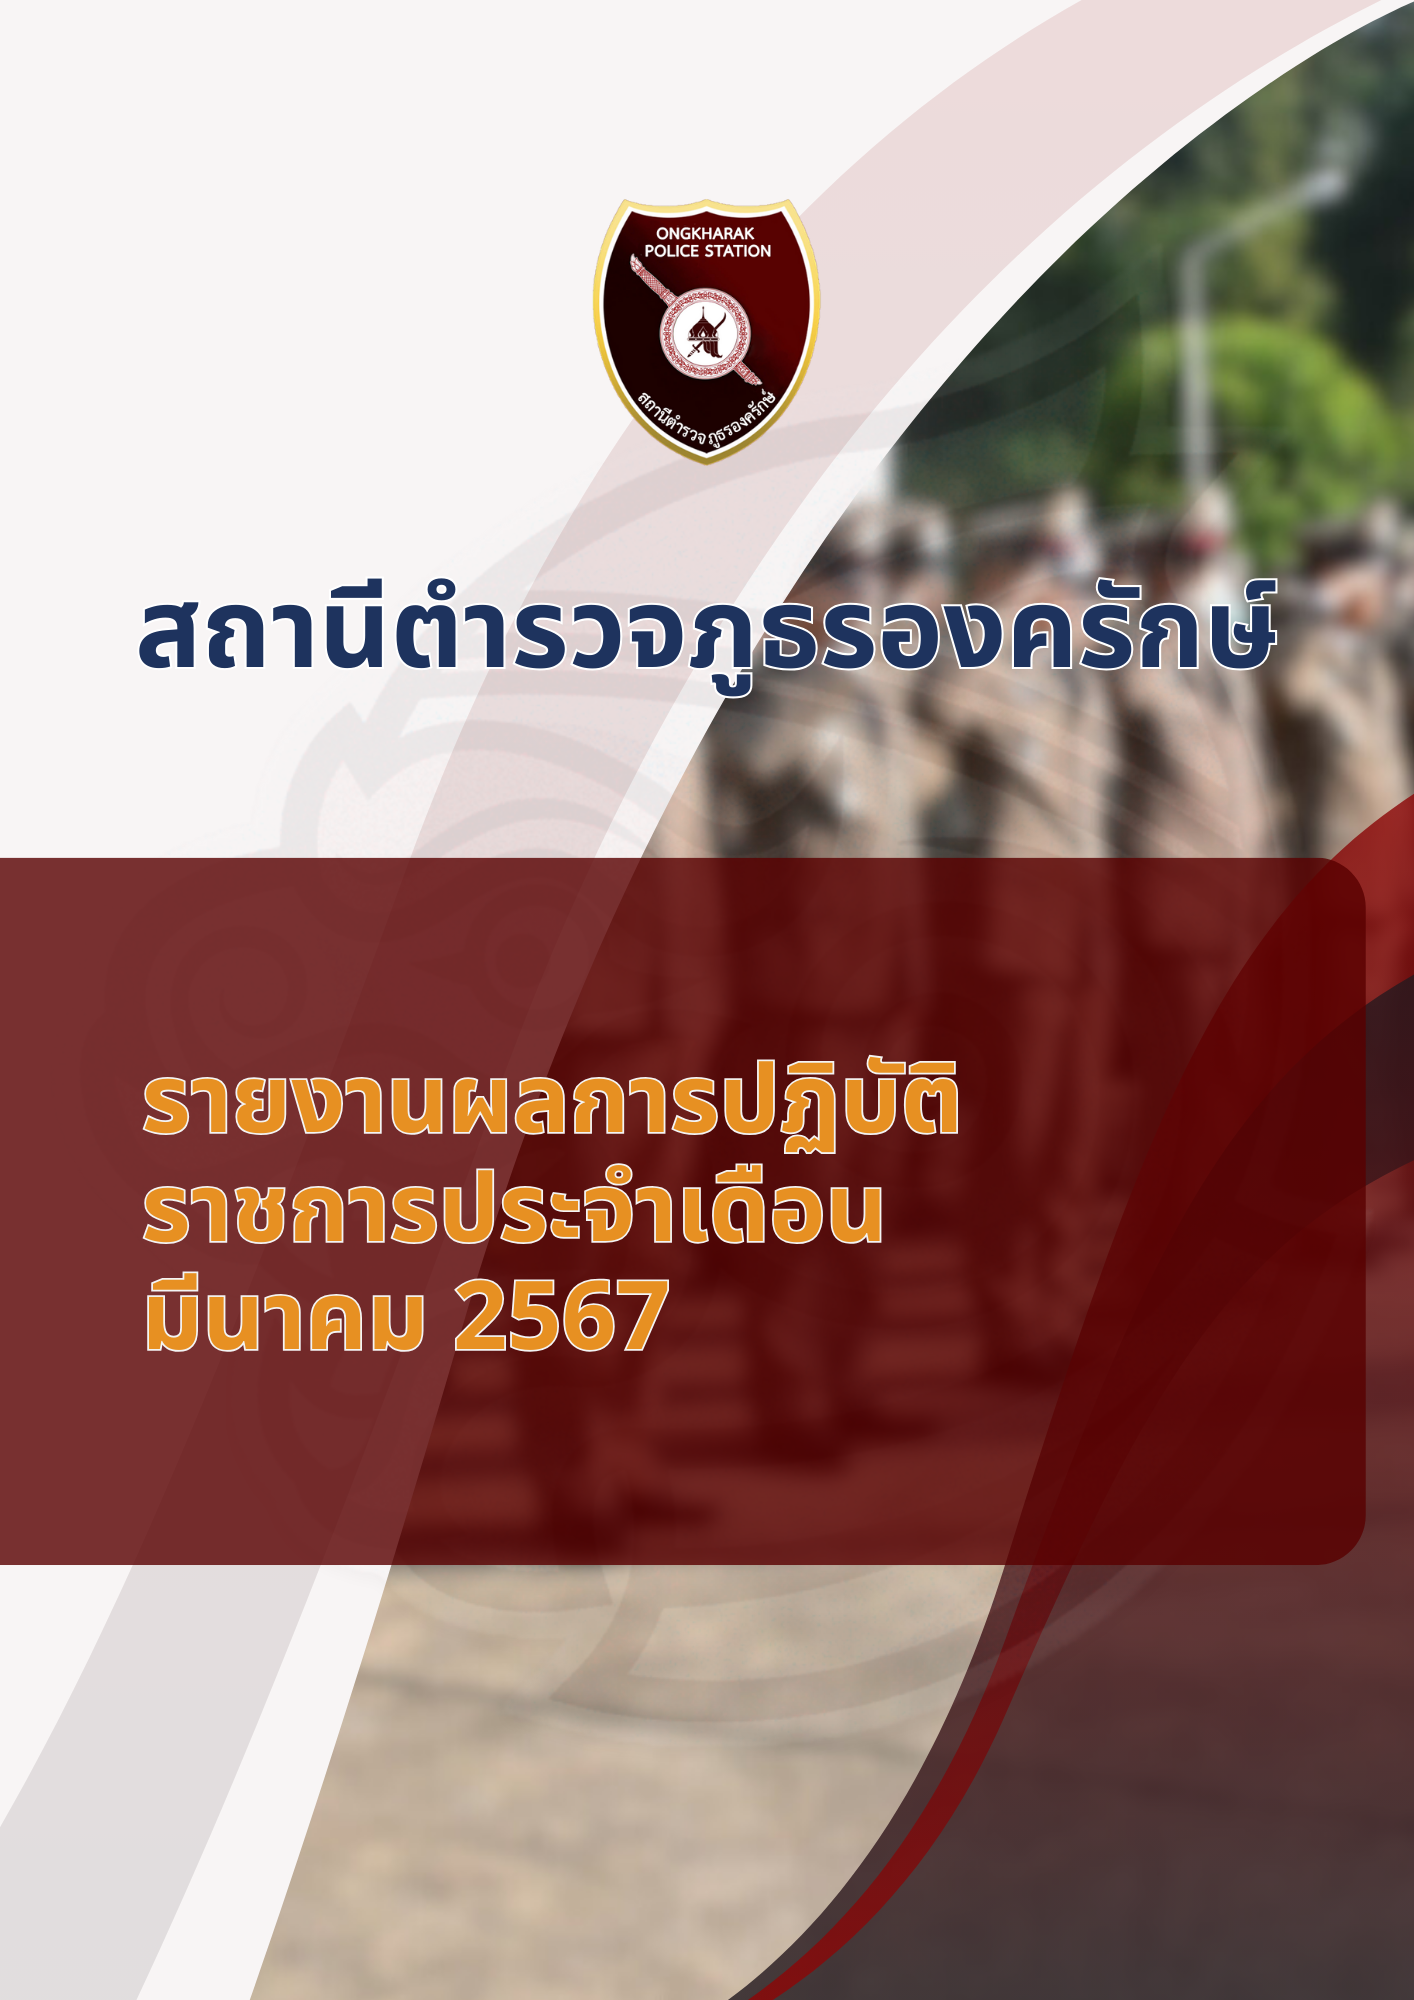 ONGKHARAK
POLICE STATION
สถานีตำรวจภูธรองครักษ์
สถานีตำรวจภูธรองครักษ์
รายงานผลการปฏิบัติ
ราชการประจำเดือน
มีนาคม 2567